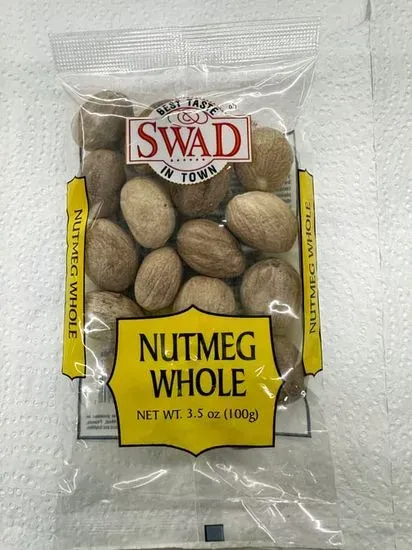 BEST TASTE
SWAD
IN TOWN
NUTMEG WHOLE
NUTMEG WHOLE
NUTMEG
WHOLE
NET WT. 3.5 oz (100g)